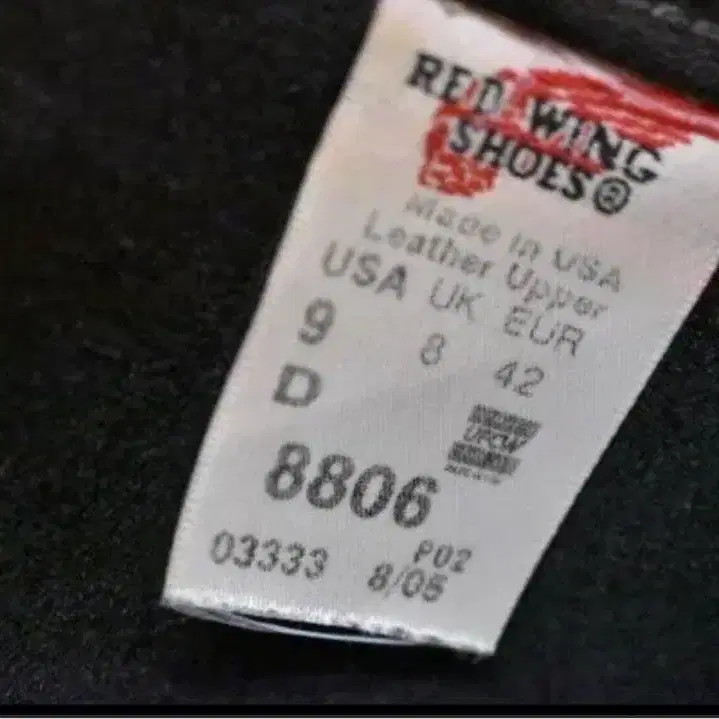 RED WING
SHOES®
Made in USA
Leather Upper
USA UK EUR
9 8 42
D
UFCW
8806
P02
03333 8/05